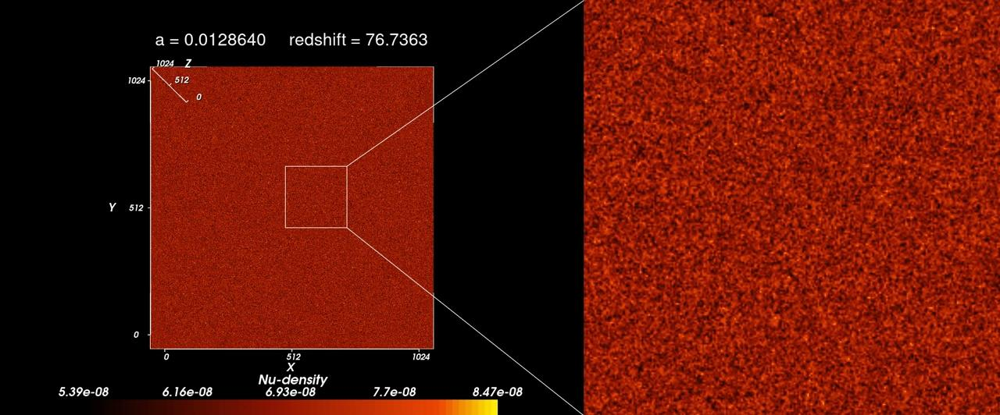 a = 0.0128640 redshift = 76.7363
1024 Z
1024
512
0
Y 512
0
0 512 1024
X
Nu-density
5.39e-08 6.16e-08 6.93e-08 7.7e-08 8.47e-08